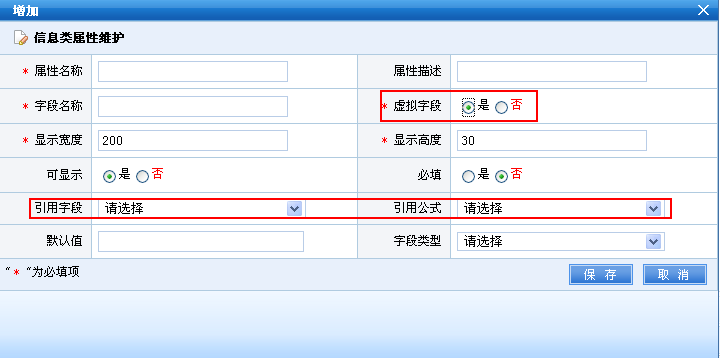 增加
信息类属性维护
* 属性名称 属性描述
* 字段名称 * 虚拟字段 是 否
* 显示宽度 200 * 显示高度 30
可显示 是 否 必填 是 否
引用字段 请选择 引用公式 请选择
默认值 字段类型 请选择
“ * “为必填项 保 存 取 消